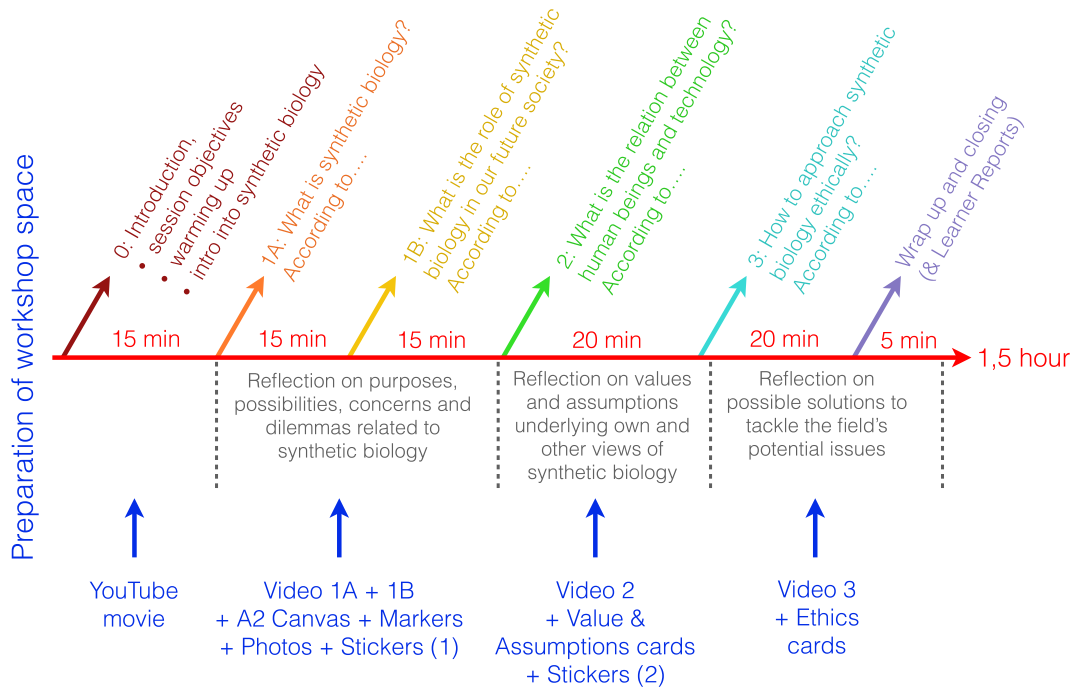 Preparation of workshop space
0: Introduction,
• session objectives
• warming up
• intro into synthetic biology
1A: What is synthetic biology?
According to….
1B: What is the role of synthetic
biology in our future society?
According to…..
2: What is the relation between
human beings and technology?
According to…..
3: How to approach synthetic
biology ethically?
According to…..
Wrap up and closing
(& Learner Reports)
15 min
15 min
15 min
20 min
20 min
5 min
1,5 hour
Reflection on purposes,
possibilities, concerns and
dilemmas related to
synthetic biology
Reflection on values
and assumptions
underlying own and
other views of
synthetic biology
Reflection on
possible solutions to
tackle the field's
potential issues
YouTube
movie
Video 1A + 1B
+ A2 Canvas + Markers
+ Photos + Stickers (1)
Video 2
+ Value &
Assumptions cards
+ Stickers (2)
Video 3
+ Ethics
cards